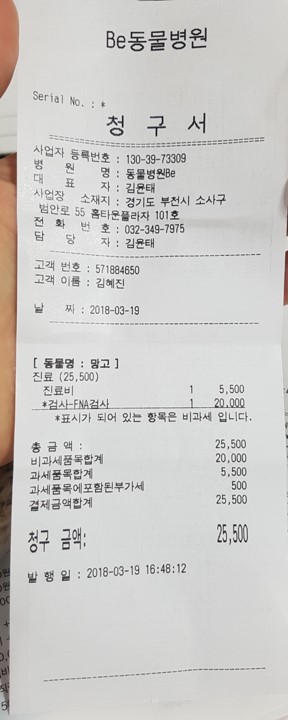 Be동물병원
Serial No. : *
청 구 서
사업자 등록번호 : 130-39-73309
병 원 명 : 동물병원Be
대 표 자 : 김윤태
사업장 소재지 : 경기도 부천시 소사구
범안로 55 홈타운플라자 101호
전 화 번 호 : 032-349-7975
담 당 자 : 김윤태
고객 번호 : 571884650
고객 이름 : 김혜진
날 짜 : 2018-03-19
[ 동물명 : 망고 ]
진료 (25,500)
진료비 1 5,500
*검사-FNA검사 1 20,000
*표시가 되어 있는 항목은 비과세 입니다.
총 금 액 : 25,500
비과세품목합계 20,000
과세품목합계 5,500
과세품목에포함된부가세 500
결제금액합계 25,500
청구 금액: 25,500
발 행 일 : 2018-03-19 16:48:12